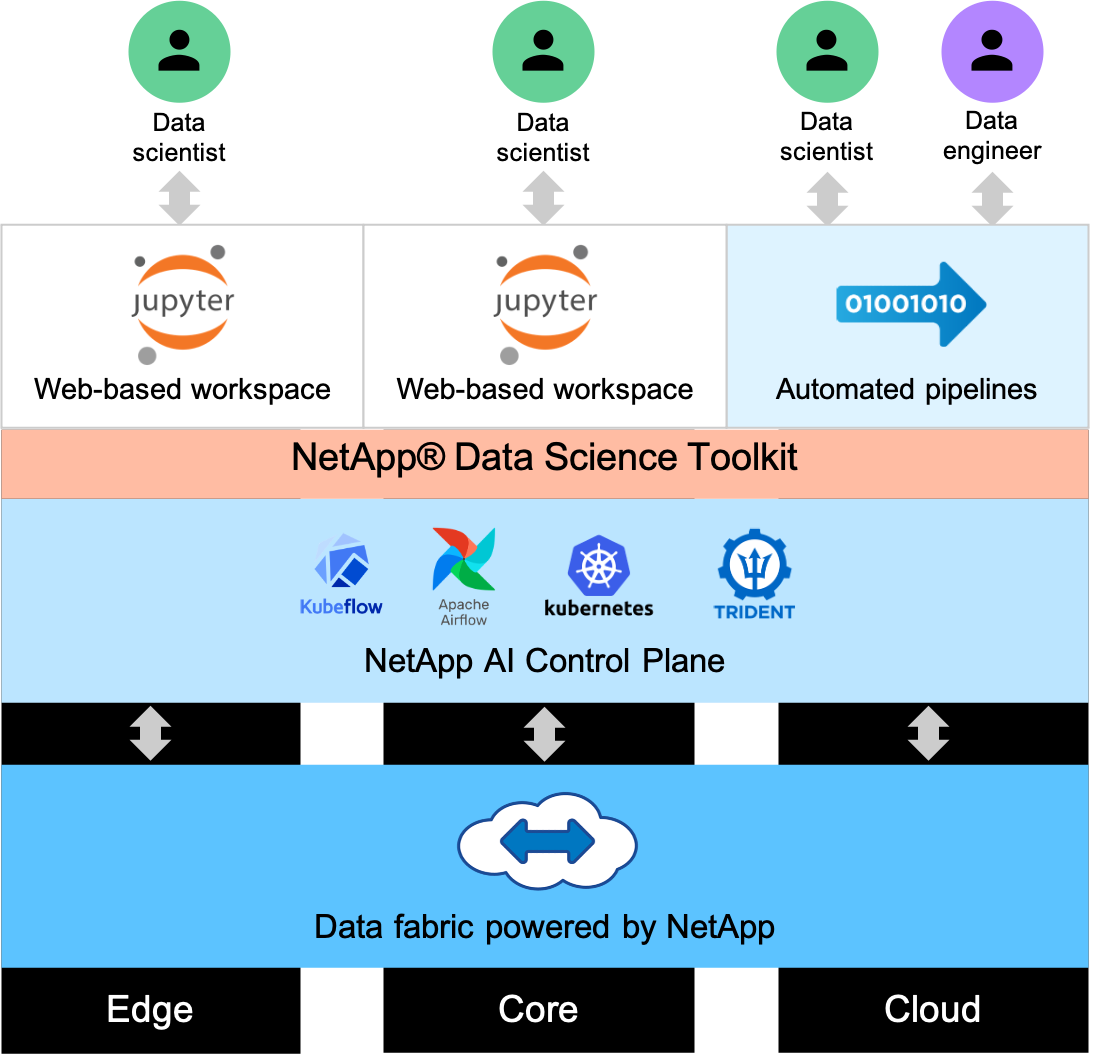 Data
scientist
Data
scientist
Data
scientist
Data
engineer
jupyter
Web-based workspace
jupyter
Web-based workspace
01001010
Automated pipelines
NetApp® Data Science Toolkit
Kubeflow
Apache
Airflow
kubernetes
TRIDENT
NetApp AI Control Plane
Data fabric powered by NetApp
Edge
Core
Cloud